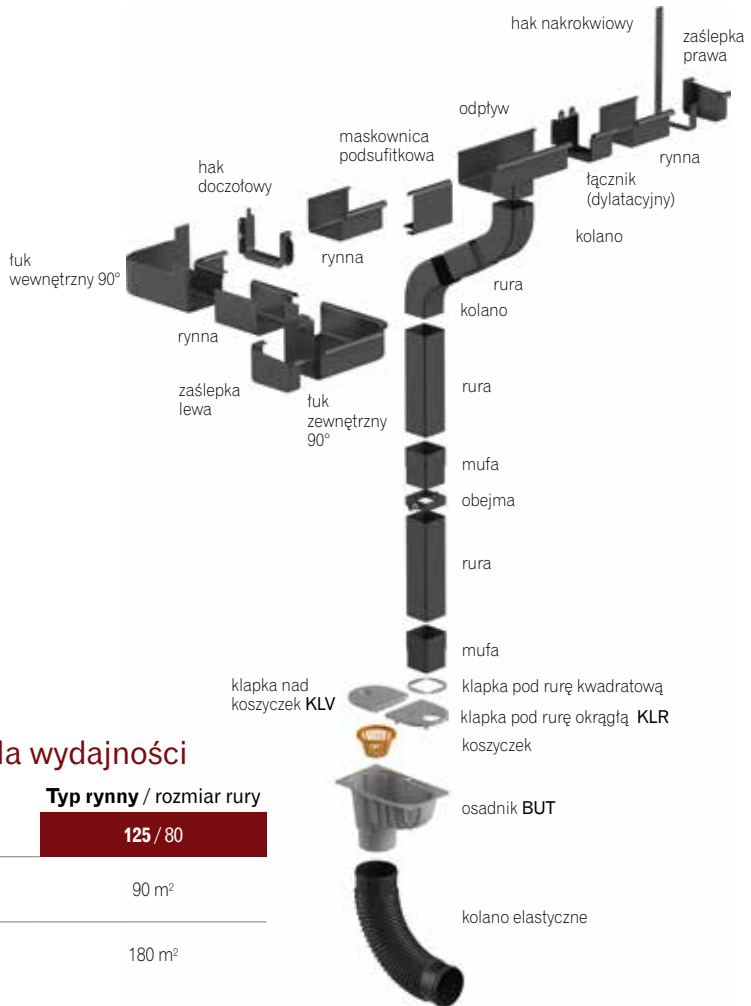 hak nakrokwiowy
zaślepka
prawa
odpływ
maskownica
podsufitkowa
hak
doczołowy
rynna
łącznik
(dylatacyjny)
kolano
łuk
wewnętrzny 90°
rynna
rura
kolano
rynna
zaślepka
lewa
łuk
zewnętrzny
90°
rura
mufa
obejma
rura
mufa
klapka nad
koszyczek KLV
klapka pod rurę kwadratową
klapka pod rurę okrągłą KLR
koszyczek
la wydajności
Typ rynny / rozmiar rury
125 / 80
osadnik BUT
90 m²
kolano elastyczne
180 m²